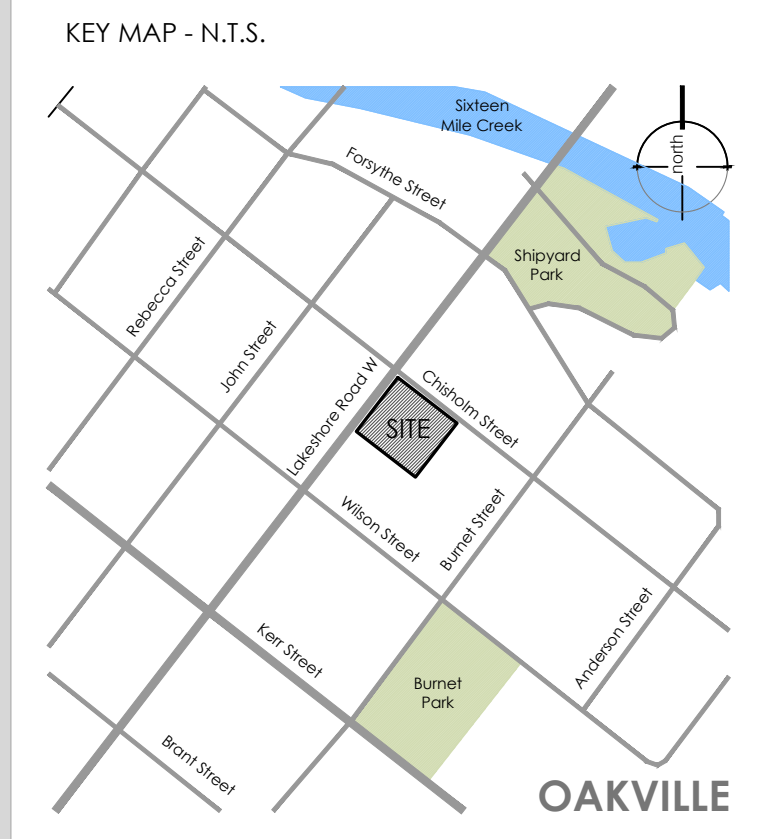 KEY MAP - N.T.S.
Sixteen
Mile Creek
north
Forsythe Street
Shipyard
Park
Rebecca Street
John Street
Lakeshore Road W
Chisholm Street
SITE
Wilson Street
Burnet Street
Anderson Street
Kerr Street
Burnet
Park
Brant Street
OAKVILLE